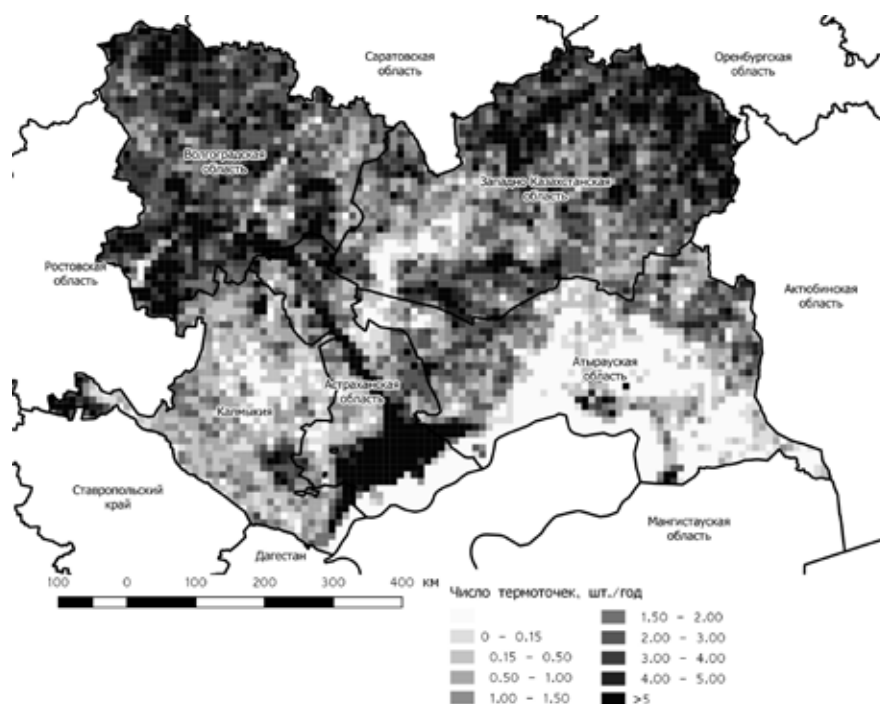 Саратовская
область
Оренбургская
область
Волгоградская
область
Западно-Казахстанская
область
Ростовская
область
Актюбинская
область
Атырауская
область
Астраханская
область
Калмыкия
Ставропольский
край
Мангистауская
область
Дагестан
100 0 100 200 300 400 км
Число термоточек, шт./год
0 - 0.15
0.15 - 0.50
0.50 - 1.00
1.00 - 1.50
1.50 - 2.00
2.00 - 3.00
3.00 - 4.00
4.00 - 5.00
>5